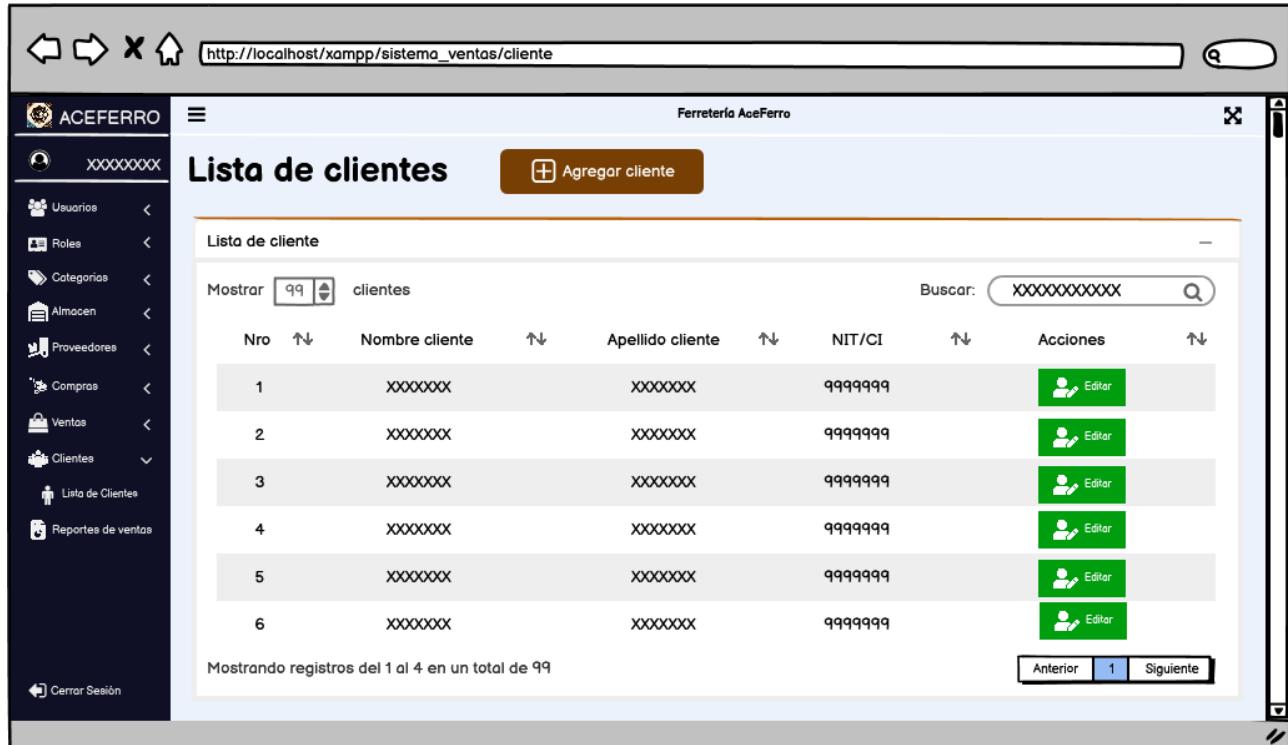 http://localhost/xampp/sistema_ventas/cliente
ACEFERRO
Ferretería AceFerro
XXXXXXXX
Lista de clientes
Agregar cliente
Usuarios
Roles
Categorias
Almacen
Proveedores
Compras
Ventas
Clientes
Lista de Clientes
Reportes de ventas
Cerrar Sesión
Lista de cliente
Mostrar 99 clientes
Buscar: XXXXXXXXXXX
Nro Nombre cliente Apellido cliente NIT/CI Acciones
1 XXXXXXX XXXXXXX 9999999 Editar
2 XXXXXXX XXXXXXX 9999999 Editar
3 XXXXXXX XXXXXXX 9999999 Editar
4 XXXXXXX XXXXXXX 9999999 Editar
5 XXXXXXX XXXXXXX 9999999 Editar
6 XXXXXXX XXXXXXX 9999999 Editar
Mostrando registros del 1 al 4 en un total de 99
Anterior 1 Siguiente